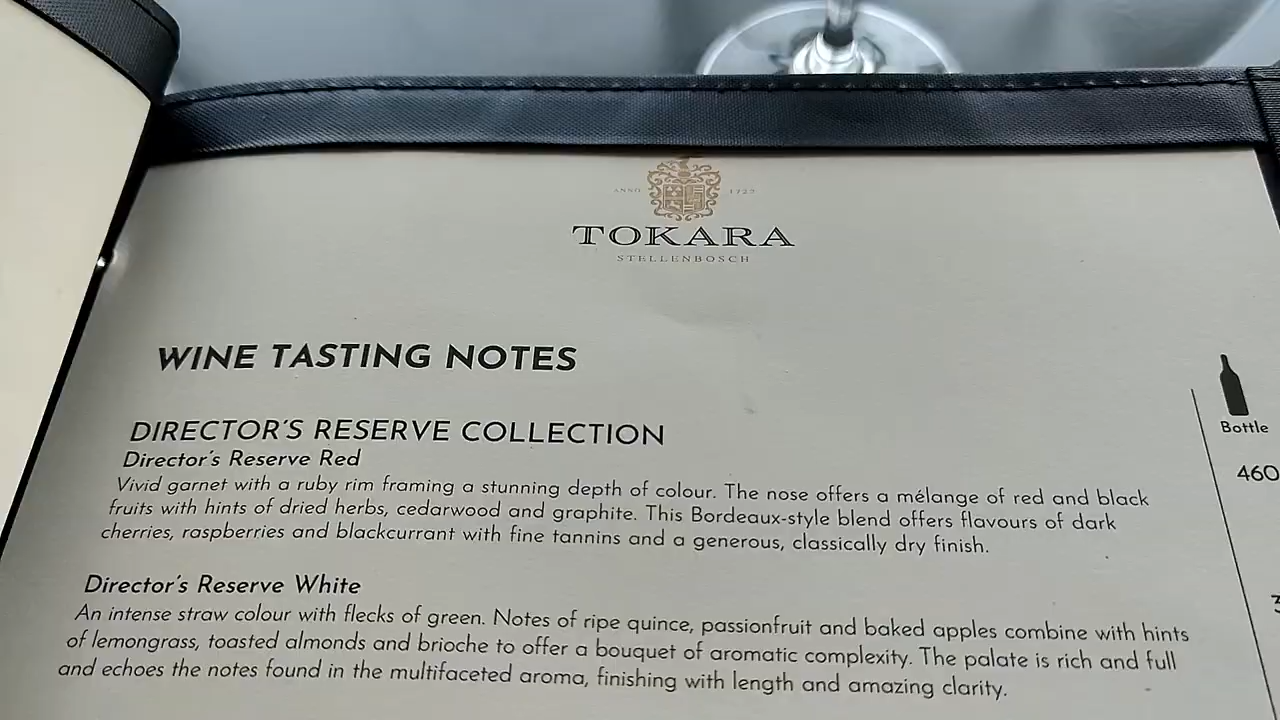 ANNO 1722
TOKARA
STELLENBOSCH
WINE TASTING NOTES
DIRECTOR'S RESERVE COLLECTION
Director's Reserve Red
Vivid garnet with a ruby rim framing a stunning depth of colour. The nose offers a mélange of red and black
fruits with hints of dried herbs, cedarwood and graphite. This Bordeaux-style blend offers flavours of dark
cherries, raspberries and blackcurrant with fine tannins and a generous, classically dry finish.
Bottle
460
Director's Reserve White
An intense straw colour with flecks of green. Notes of ripe quince, passionfruit and baked apples combine with hints
of lemongrass, toasted almonds and brioche to offer a bouquet of aromatic complexity. The palate is rich and full
and echoes the notes found in the multifaceted aroma, finishing with length and amazing clarity.